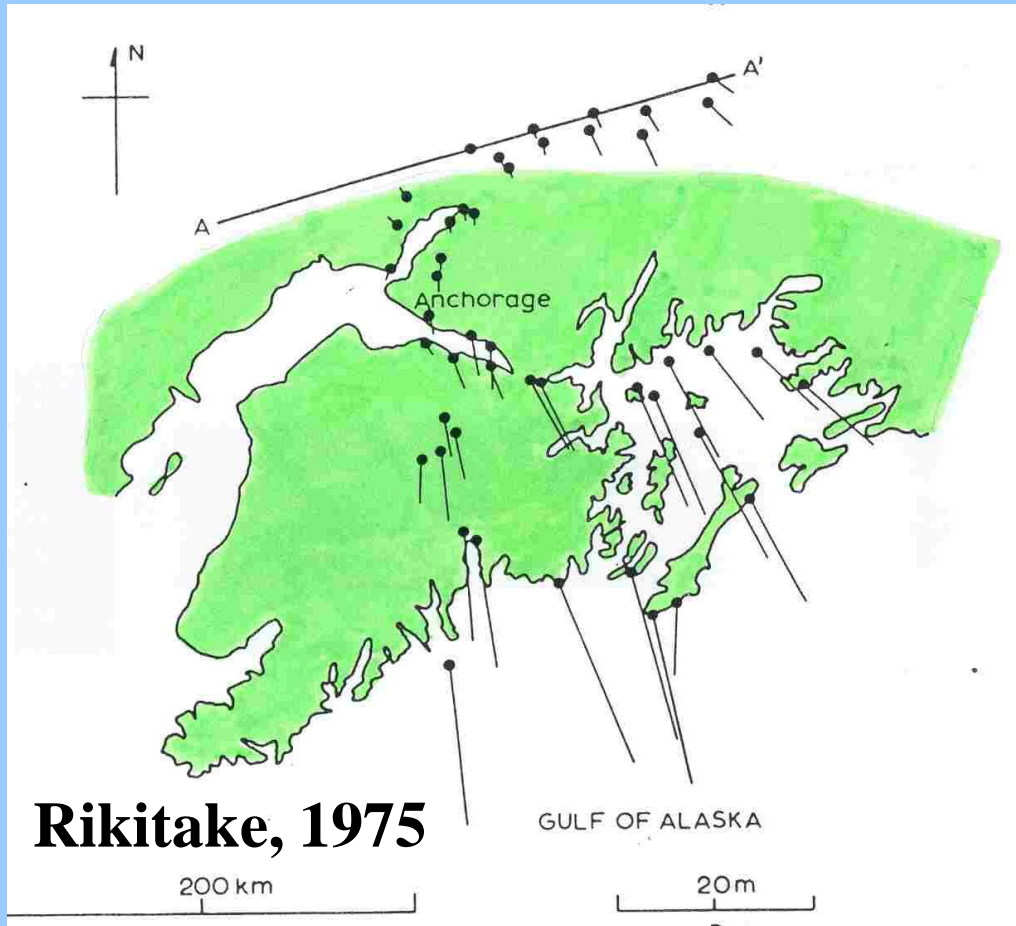 N
A'
A
Anchorage
Rikitake, 1975
GULF OF ALASKA
200 km
20 m